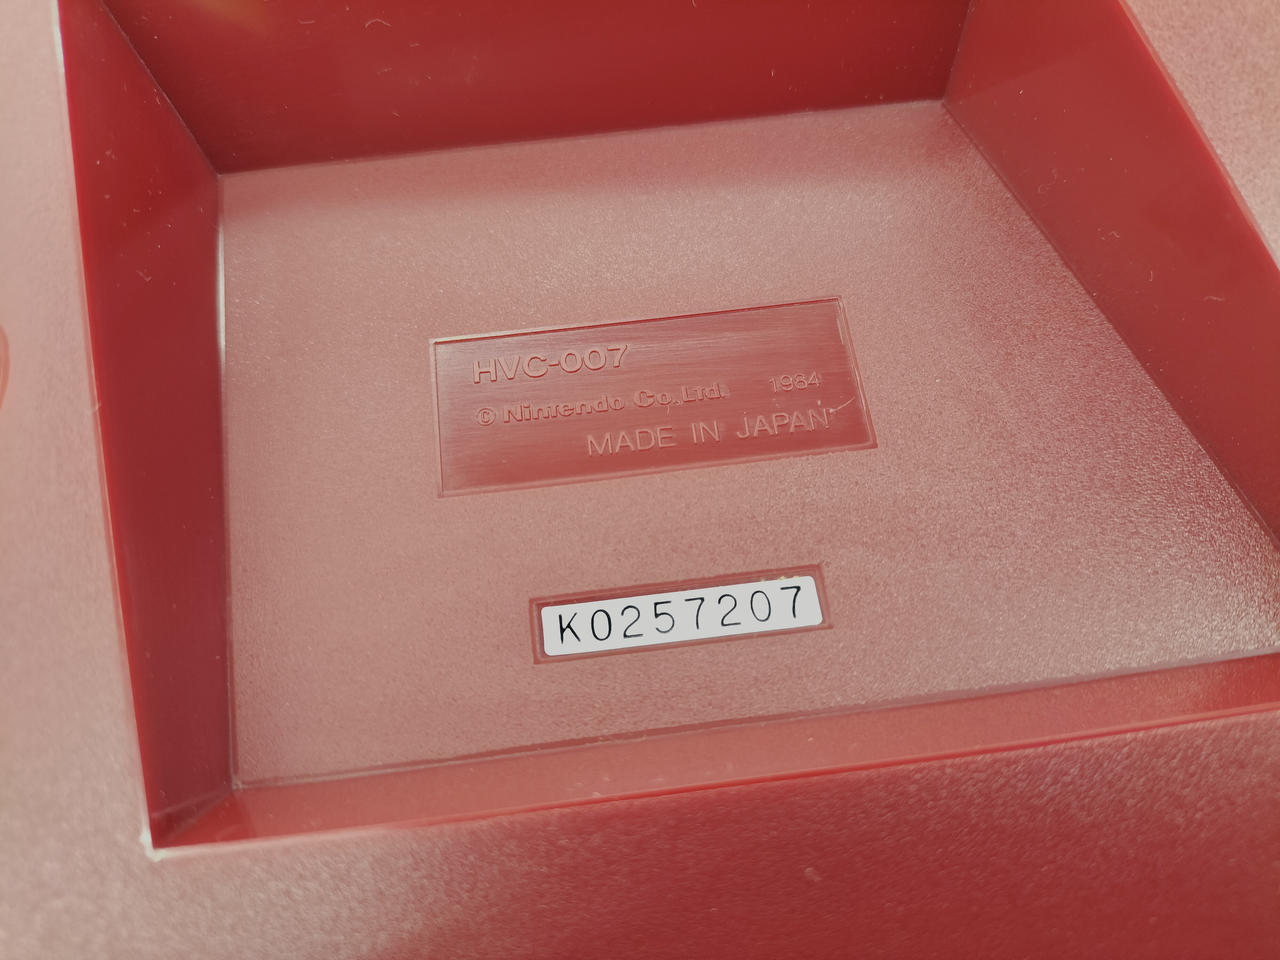 HVC-007
© Nintendo Co.,Ltd. 1984
MADE IN JAPAN
K0257207